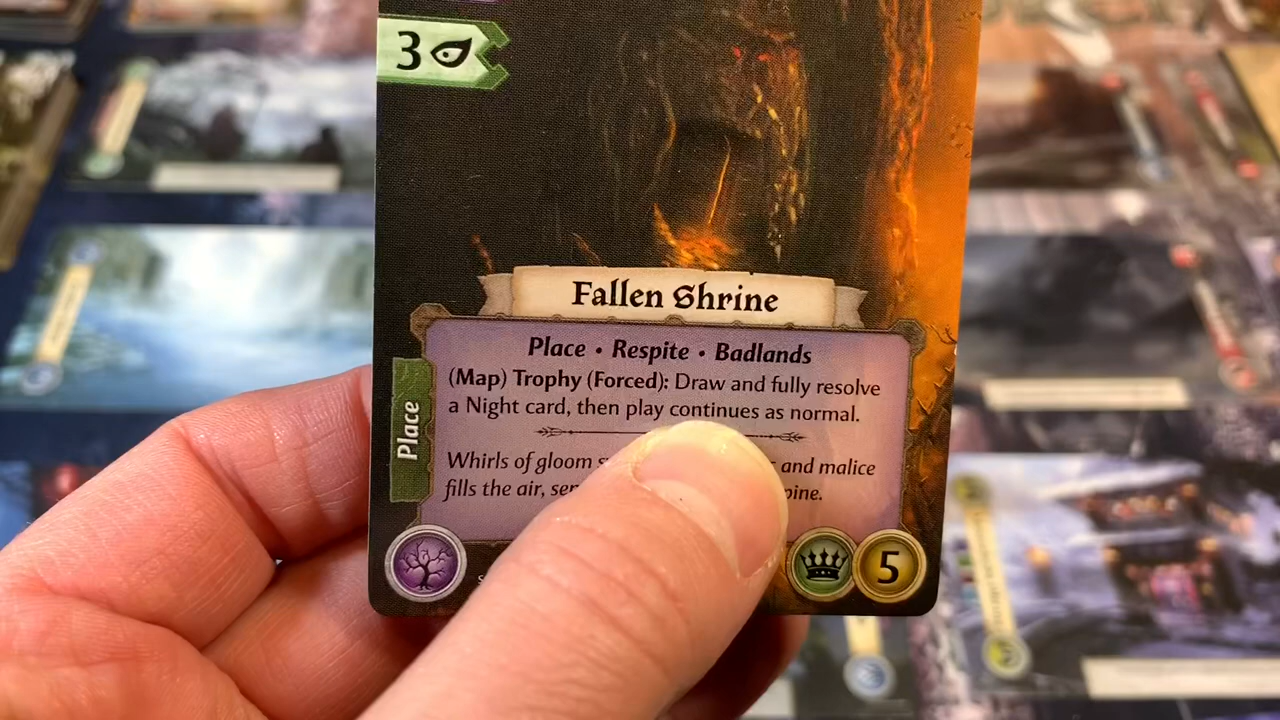 3
Fallen Shrine
Place • Respite • Badlands
(Map) Trophy (Forced): Draw and fully resolve
a Night card, then play continues as normal.
Place
Whirls of gloom and malice
fills the air,
5